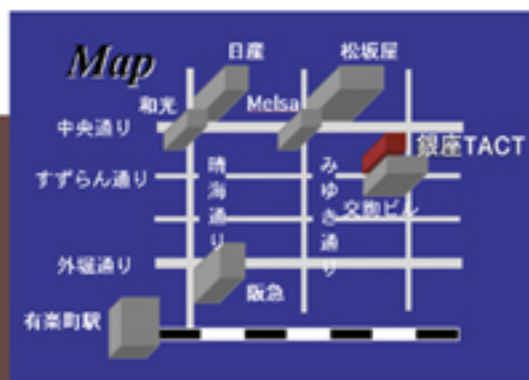 Map
日産
松坂屋
和光
Melsa
中央通り
銀座TACT
すずらん通り
晴海通り
みゆき通り
交詢ビル
外堀通り
阪急
有楽町駅